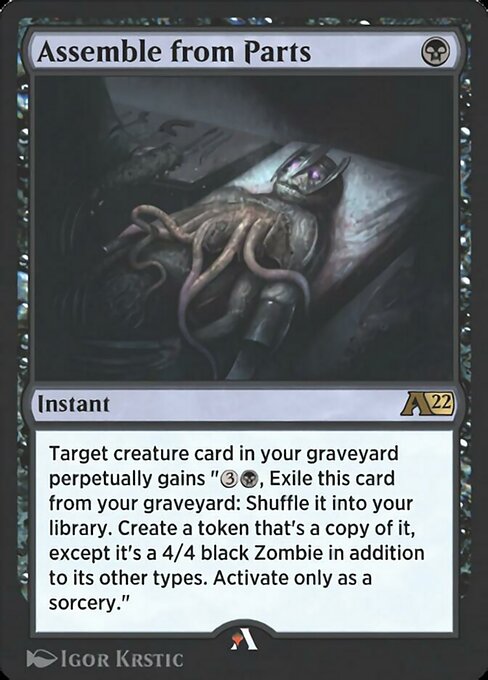 Assemble from Parts
Instant
A22
Target creature card in your graveyard
perpetually gains "3, Exile this card
from your graveyard: Shuffle it into your
library. Create a token that's a copy of it,
except it's a 4/4 black Zombie in addition
to its other types. Activate only as a
sorcery."
Igor Krstic